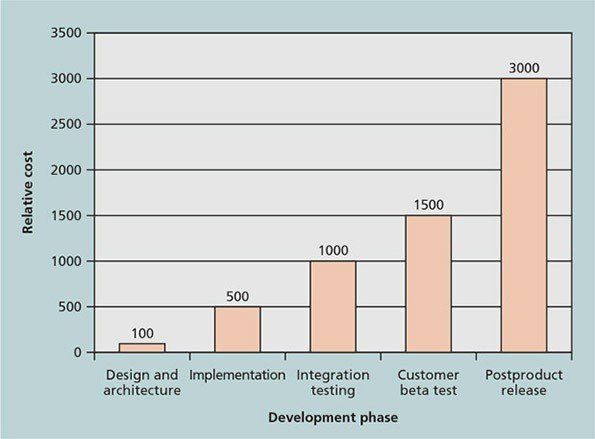 3500
3000
2500
2000
1500
1000
500
0
Relative cost
100
500
1000
1500
3000
Design and
architecture
Implementation
Integration
testing
Customer
beta test
Postproduct
release
Development phase